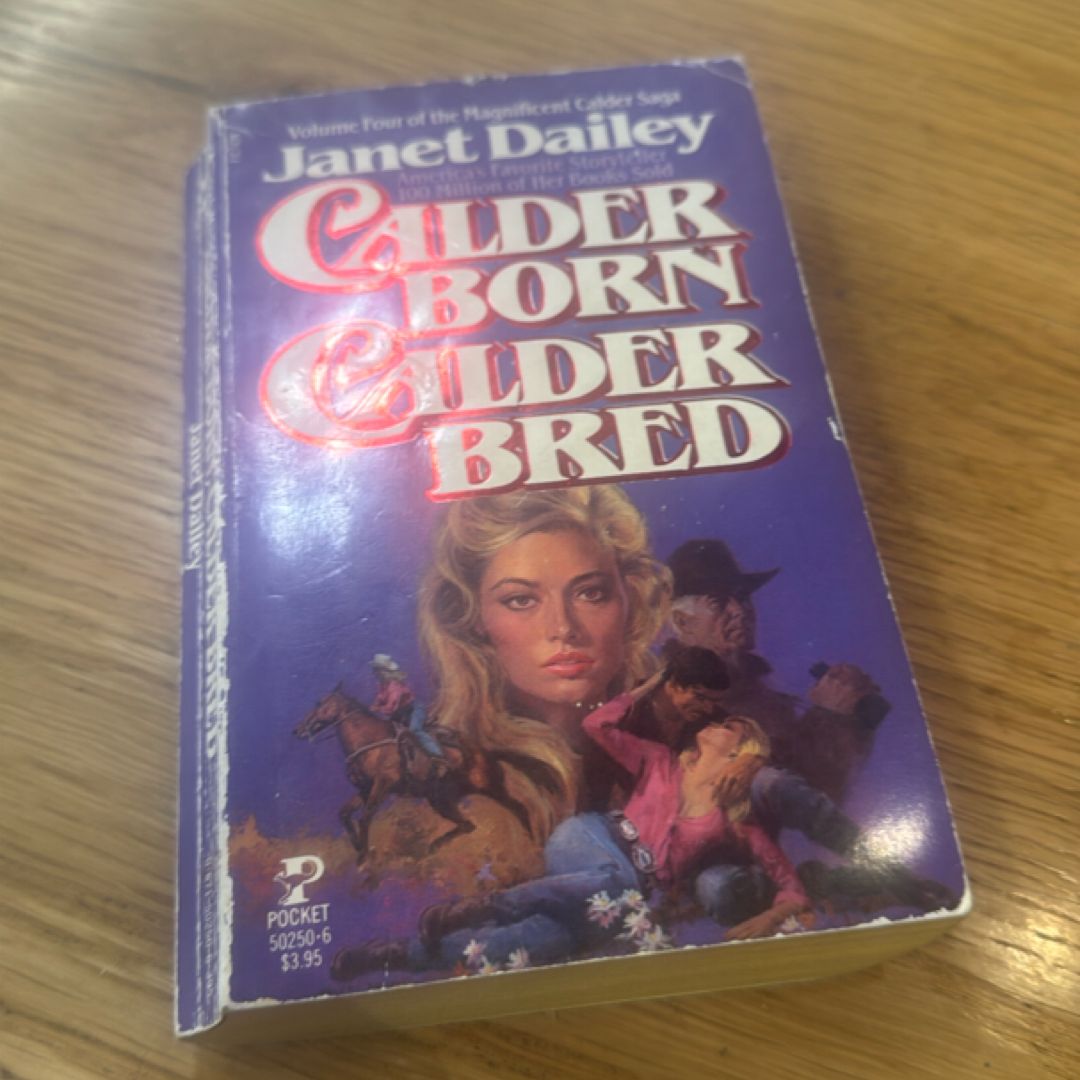 Volume Four of the Magnificent Calder Saga
Janet Dailey
America's Favorite Storyteller
100 Million of Her Books Sold
CALDER
BORN
CALDER
BRED
P
POCKET
50250-6
$3.95
Janet Dailey